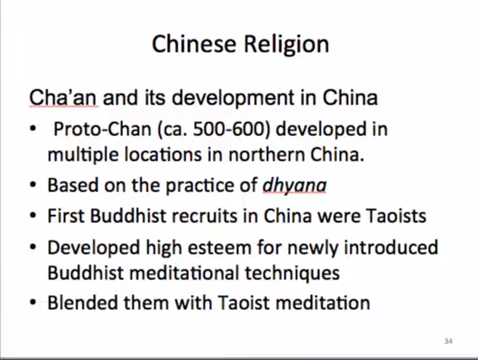 Chinese Religion
Cha'an and its development in China
• Proto-Chan (ca. 500-600) developed in
multiple locations in northern China.
• Based on the practice of dhyana
• First Buddhist recruits in China were Taoists
• Developed high esteem for newly introduced
Buddhist meditational techniques
• Blended them with Taoist meditation
34